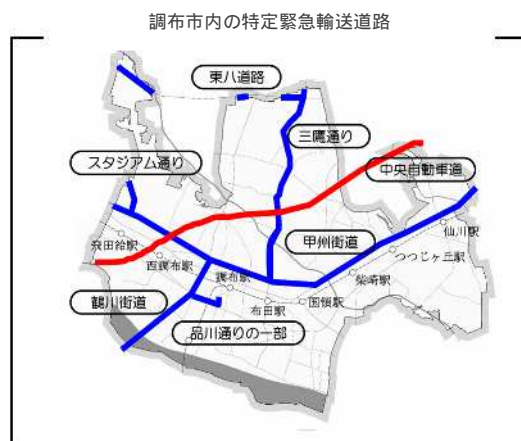 調布市内の特定緊急輸送道路
東八道路
三鷹通り
スタジアム通り
中央自動車道
仙川駅
甲州街道
飛田給駅
つつじヶ丘駅
西調布駅
柴崎駅
調布駅
国領駅
鶴川街道
布田駅
品川通りの一部